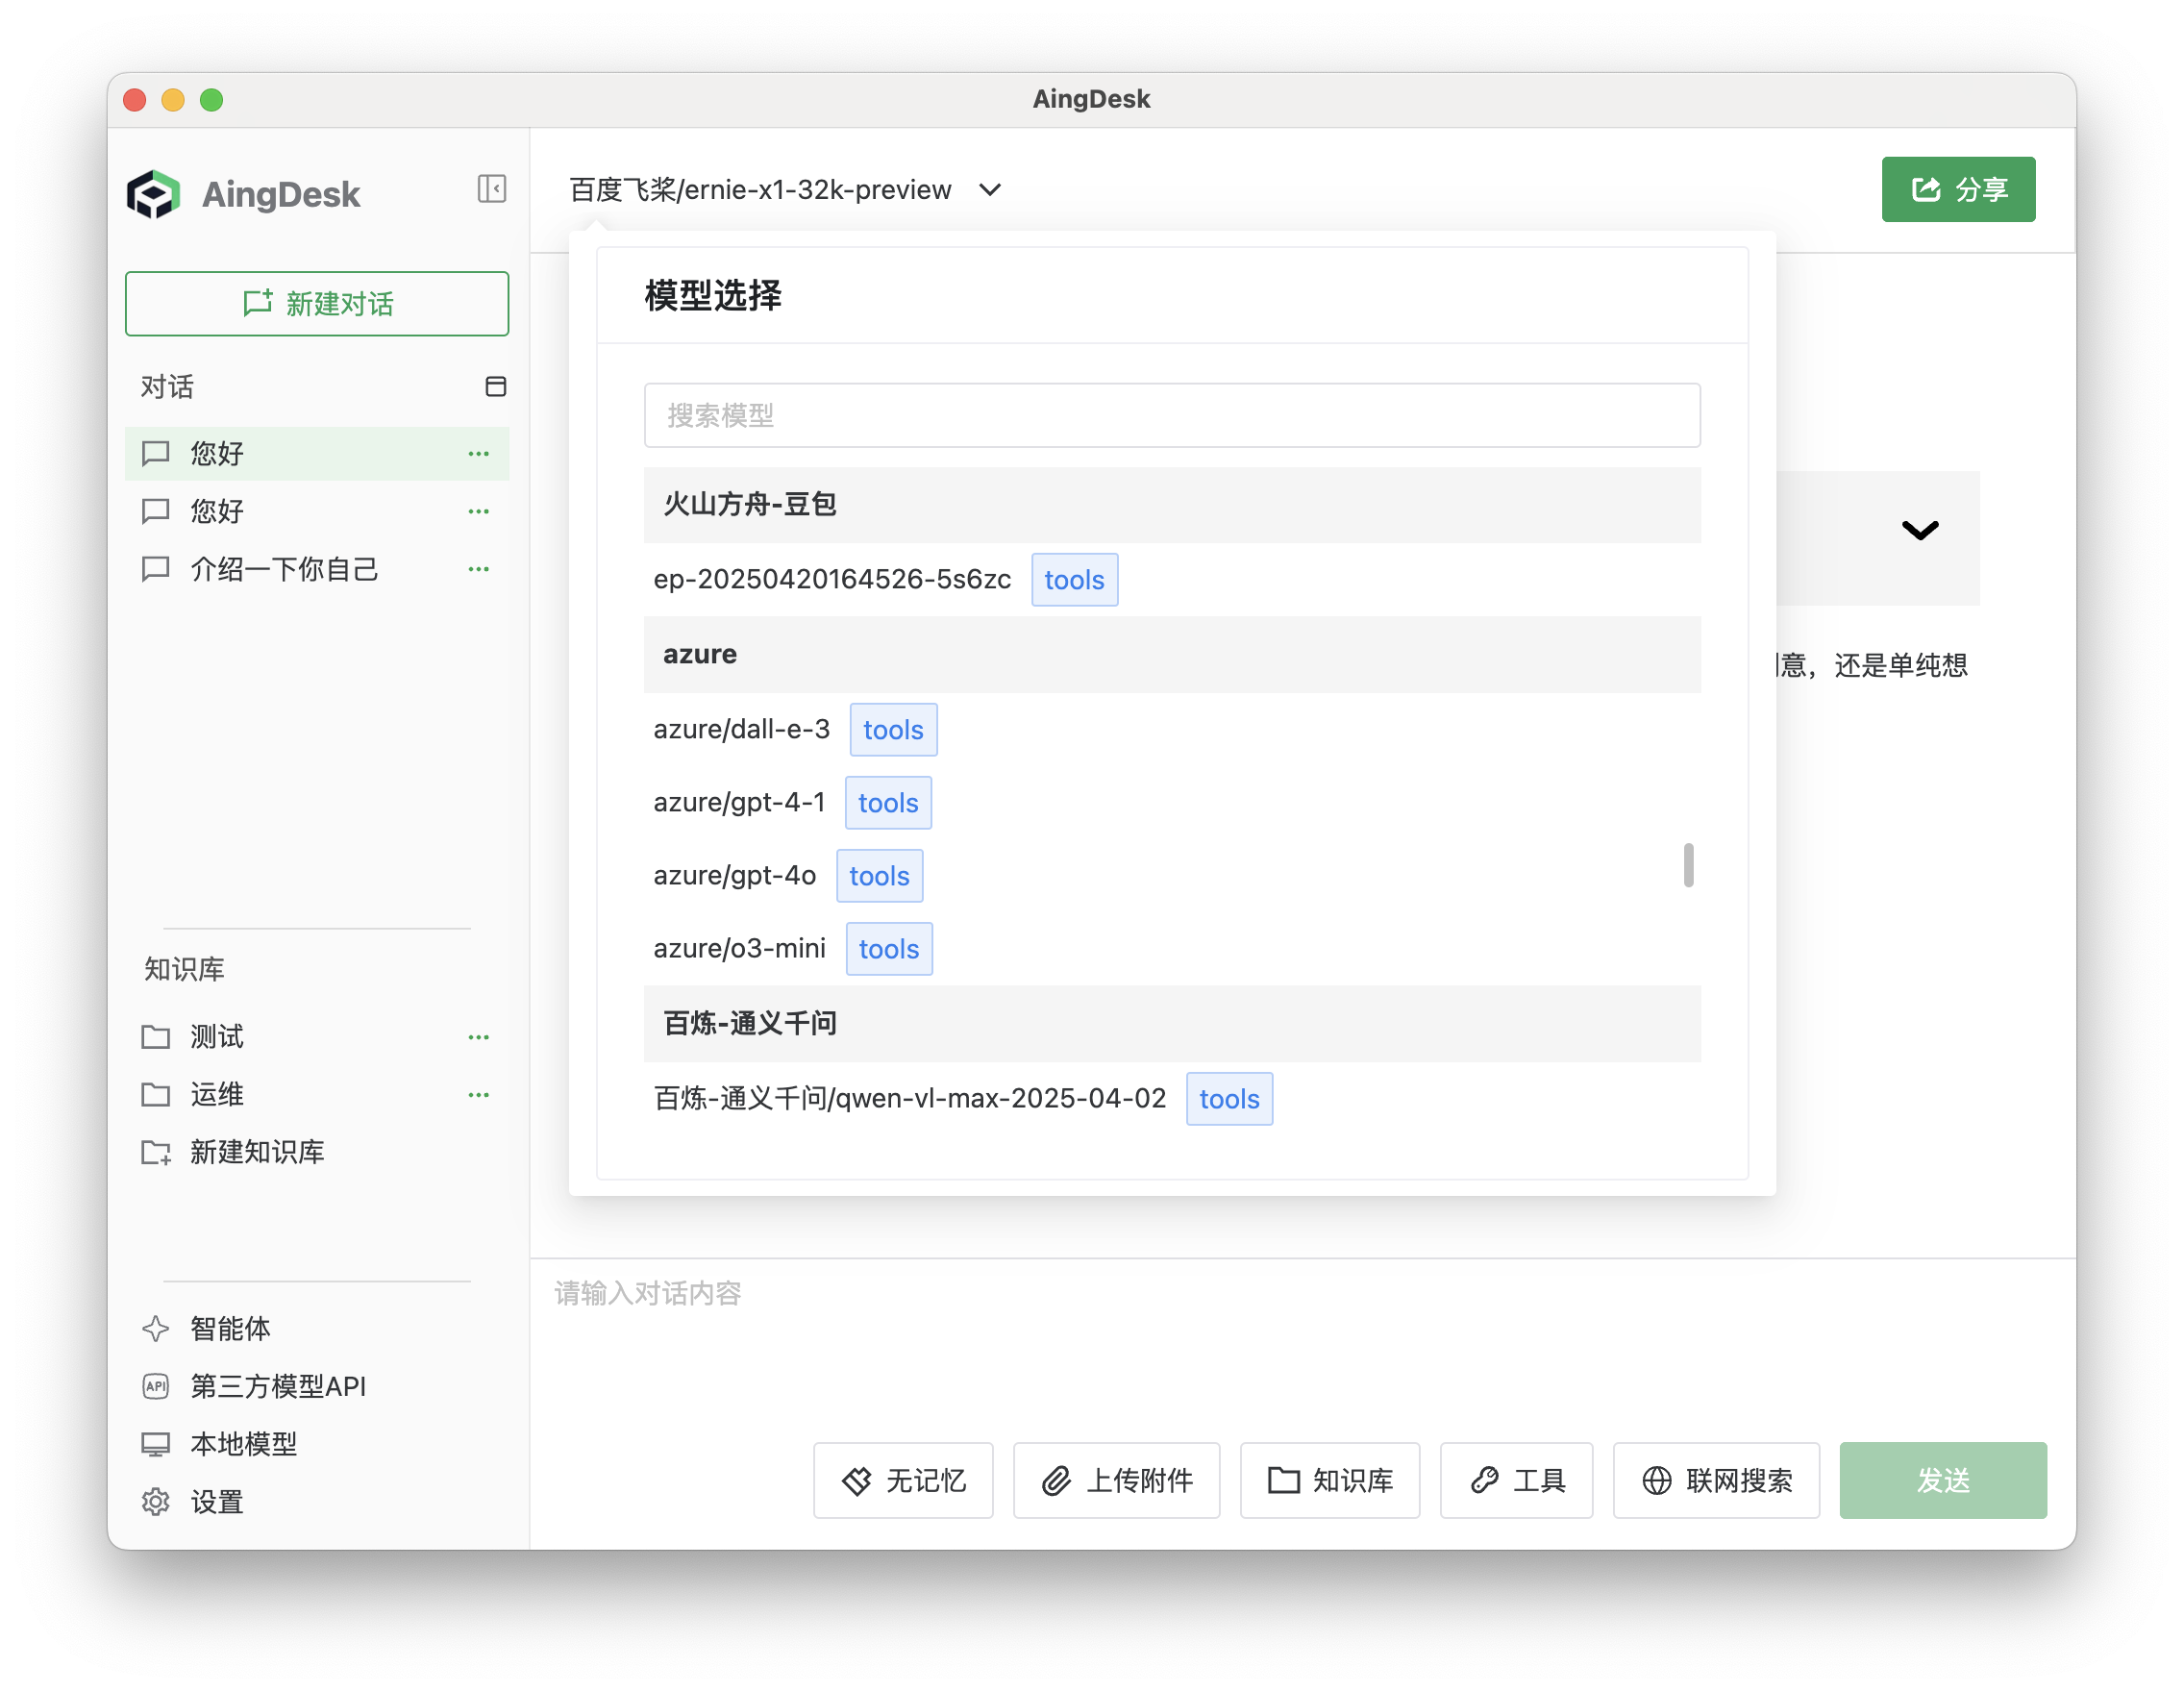 AingDesk
AingDesk
新建对话
对话
您好
您好
介绍一下你自己
知识库
测试
运维
新建知识库
智能体
API
第三方模型API
本地模型
设置
百度飞桨/ernie-x1-32k-preview
分享
模型选择
搜索模型
火山方舟-豆包
ep-20250420164526-5s6zc tools
azure
azure/dall-e-3 tools
azure/gpt-4-1 tools
azure/gpt-4o tools
azure/o3-mini tools
百炼-通义千问
百炼-通义千问/qwen-vl-max-2025-04-02 tools
意，还是单纯想
请输入对话内容
无记忆
上传附件
知识库
工具
联网搜索
发送